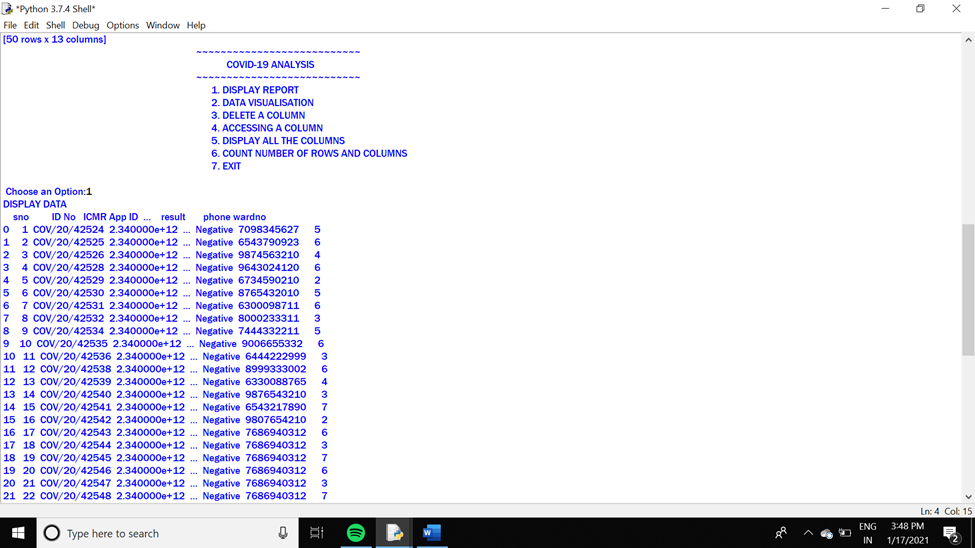 *Python 3.7.4 Shell*
File Edit Shell Debug Options Window Help
[50 rows x 13 columns]
~~~~~~~~~~~~~~~~~~~~~~~~~~~
COVID-19 ANALYSIS
~~~~~~~~~~~~~~~~~~~~~~~~~~~
1. DISPLAY REPORT
2. DATA VISUALISATION
3. DELETE A COLUMN
4. ACCESSING A COLUMN
5. DISPLAY ALL THE COLUMNS
6. COUNT NUMBER OF ROWS AND COLUMNS
7. EXIT
Choose an Option:1
DISPLAY DATA
sno ID No ICMR App ID ... result phone wardno
0 1 COV/20/42524 2.340000e+12 ... Negative 7098345627 5
1 2 COV/20/42525 2.340000e+12 ... Negative 6543790923 6
2 3 COV/20/42526 2.340000e+12 ... Negative 9874563210 4
3 4 COV/20/42528 2.340000e+12 ... Negative 9643024120 6
4 5 COV/20/42529 2.340000e+12 ... Negative 6734590210 2
5 6 COV/20/42530 2.340000e+12 ... Negative 8765432010 5
6 7 COV/20/42531 2.340000e+12 ... Negative 6300098711 6
7 8 COV/20/42532 2.340000e+12 ... Negative 8000233311 3
8 9 COV/20/42534 2.340000e+12 ... Negative 7444332211 5
9 10 COV/20/42535 2.340000e+12 ... Negative 9006655332 6
10 11 COV/20/42536 2.340000e+12 ... Negative 6444222999 3
11 12 COV/20/42538 2.340000e+12 ... Negative 8999333002 6
12 13 COV/20/42539 2.340000e+12 ... Negative 6330088765 4
13 14 COV/20/42540 2.340000e+12 ... Negative 9876543210 3
14 15 COV/20/42541 2.340000e+12 ... Negative 6543217890 7
15 16 COV/20/42542 2.340000e+12 ... Negative 9807654210 2
16 17 COV/20/42543 2.340000e+12 ... Negative 7686940312 6
17 18 COV/20/42544 2.340000e+12 ... Negative 7686940312 3
18 19 COV/20/42545 2.340000e+12 ... Negative 7686940312 7
19 20 COV/20/42546 2.340000e+12 ... Negative 7686940312 6
20 21 COV/20/42547 2.340000e+12 ... Negative 7686940312 3
21 22 COV/20/42548 2.340000e+12 ... Negative 7686940312 7
Ln: 4 Col: 15
Type here to search
ENG 3:48 PM
IN 1/17/2021
2